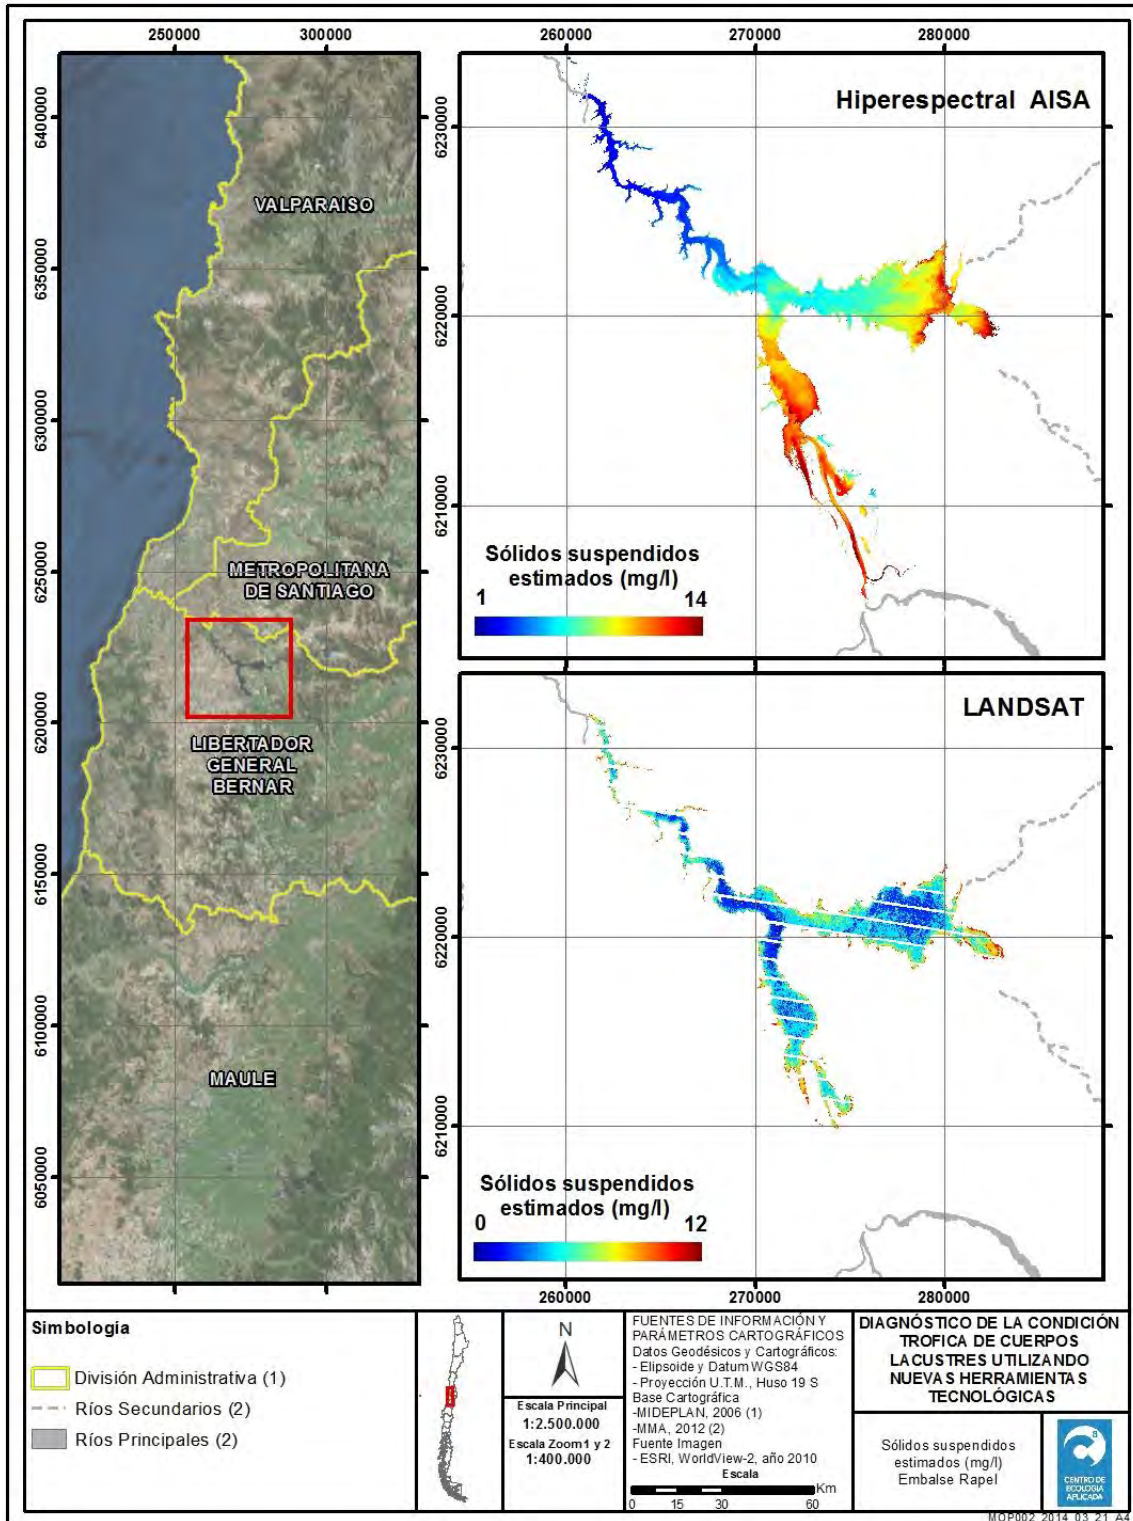 250000
300000
6400000
6350000
6300000
6250000
6200000
6150000
6100000
6050000
VALPARAISO
METROPOLITANA
DE SANTIAGO
LIBERTADOR
GENERAL
BERNAR
MAULE
260000
270000
280000
6230000
6220000
6210000
Hiperespectral AISA
Sólidos suspendidos
estimados (mg/l)
1
14
LANDSAT
6230000
6220000
6210000
Sólidos suspendidos
estimados (mg/l)
0
12
260000
270000
280000
Simbología
División Administrativa (1)
Ríos Secundarios (2)
Ríos Principales (2)
N
Escala Principal
1:2.500.000
Escala Zoom 1 y 2
1:400.000
FUENTES DE INFORMACIÓN Y
PARÁMETROS CARTOGRÁFICOS
Datos Geodésicos y Cartográficos:
- Elipsoide y Datum WGS84
- Proyección U.T.M., Huso 19 S
Base Cartográfica
-MIDEPLAN, 2006 (1)
-MMA, 2012 (2)
Fuente Imagen
- ESRI, WorldView-2, año 2010
Escala
Km
0 15 30 60
DIAGNÓSTICO DE LA CONDICIÓN
TROFICA DE CUERPOS
LACUSTRES UTILIZANDO
NUEVAS HERRAMIENTAS
TECNOLÓGICAS
Sólidos suspendidos
estimados (mg/l)
Embalse Rapel
CENTRO DE
ECOLOGIA
APLICADA
MOP002_2014_03_21_A4